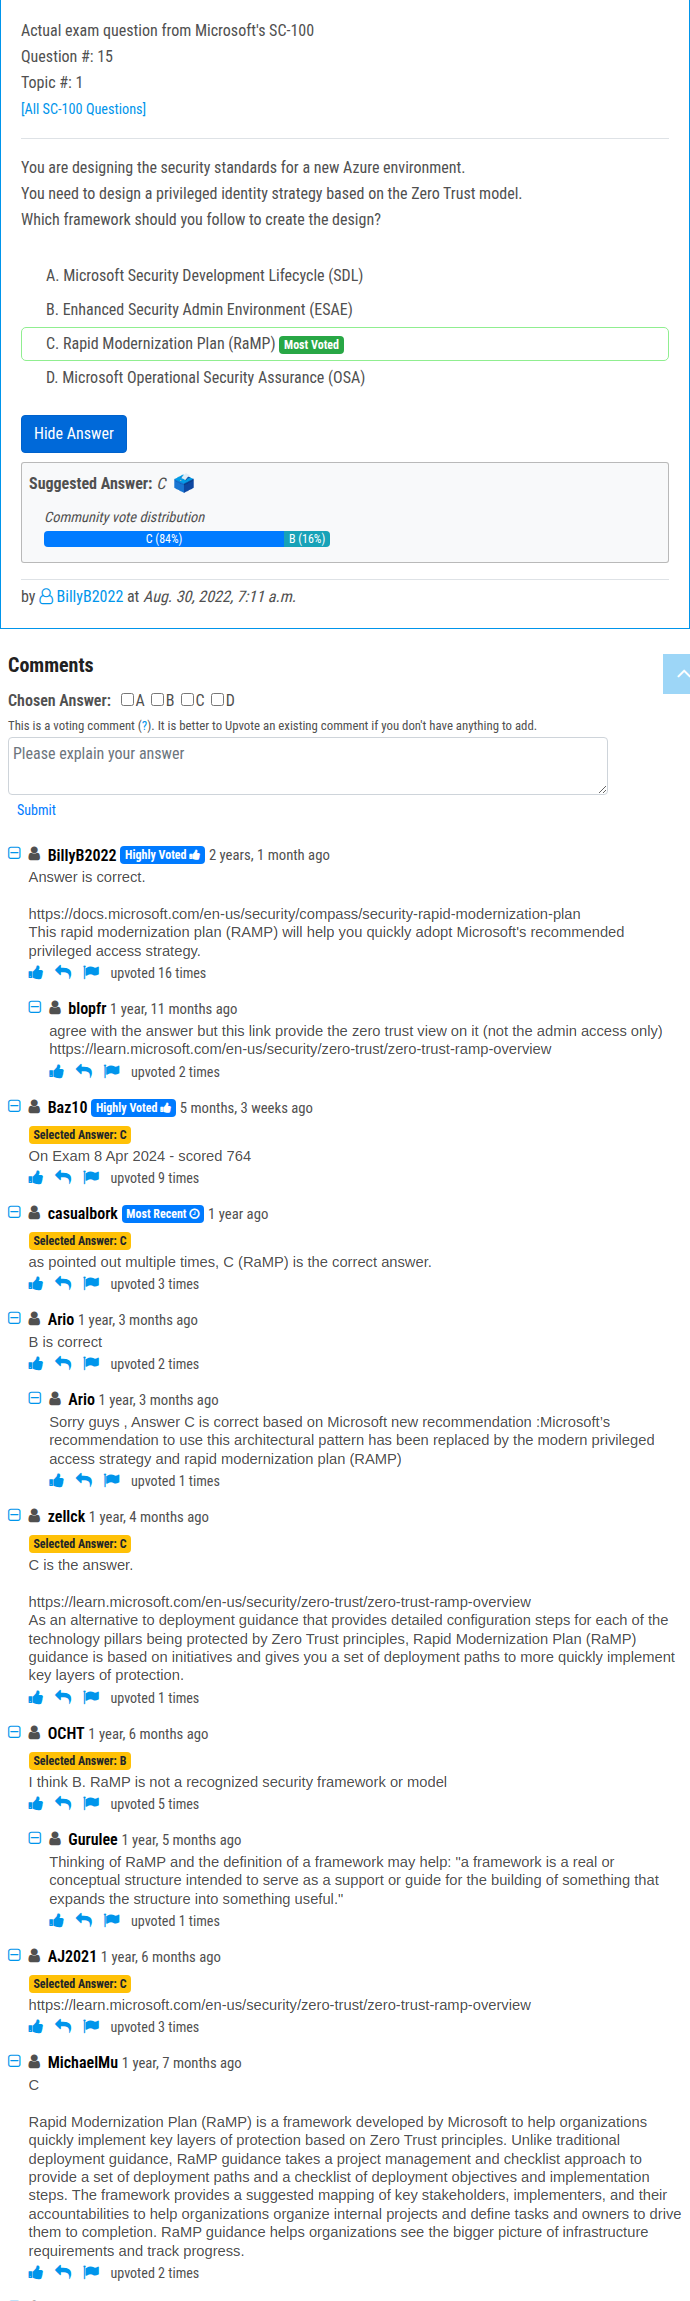 Actual exam question from Microsoft's SC-100
Question #: 15
Topic #: 1
[All SC-100 Questions]
You are designing the security standards for a new Azure environment.
You need to design a privileged identity strategy based on the Zero Trust model.
Which framework should you follow to create the design?
A. Microsoft Security Development Lifecycle (SDL)
B. Enhanced Security Admin Environment (ESAE)
C. Rapid Modernization Plan (RaMP) Most Voted
D. Microsoft Operational Security Assurance (OSA)
Hide Answer
Suggested Answer: C
Community vote distribution
C (84%) B (16%)
by BillyB2022 at Aug. 30, 2022, 7:11 a.m.
Comments
Chosen Answer: A B C D
This is a voting comment (?). It is better to Upvote an existing comment if you don't have anything to add.
Please explain your answer
Submit
BillyB2022 Highly Voted 2 years, 1 month ago
Answer is correct.
https://docs.microsoft.com/en-us/security/compass/security-rapid-modernization-plan
This rapid modernization plan (RAMP) will help you quickly adopt Microsoft's recommended
privileged access strategy.
upvoted 16 times
blopfr 1 year, 11 months ago
agree with the answer but this link provide the zero trust view on it (not the admin access only)
https://learn.microsoft.com/en-us/security/zero-trust/zero-trust-ramp-overview
upvoted 2 times
Baz10 Highly Voted 5 months, 3 weeks ago
Selected Answer: C
On Exam 8 Apr 2024 - scored 764
upvoted 9 times
casualbork Most Recent 1 year ago
Selected Answer: C
as pointed out multiple times, C (RaMP) is the correct answer.
upvoted 3 times
Ario 1 year, 3 months ago
B is correct
upvoted 2 times
Ario 1 year, 3 months ago
Sorry guys , Answer C is correct based on Microsoft new recommendation :Microsoft's
recommendation to use this architectural pattern has been replaced by the modern privileged
access strategy and rapid modernization plan (RAMP)
upvoted 1 times
zellck 1 year, 4 months ago
Selected Answer: C
C is the answer.
https://learn.microsoft.com/en-us/security/zero-trust/zero-trust-ramp-overview
As an alternative to deployment guidance that provides detailed configuration steps for each of the
technology pillars being protected by Zero Trust principles, Rapid Modernization Plan (RaMP)
guidance is based on initiatives and gives you a set of deployment paths to more quickly implement
key layers of protection.
upvoted 1 times
OCHT 1 year, 6 months ago
Selected Answer: B
I think B. RaMP is not a recognized security framework or model
upvoted 5 times
Gurulee 1 year, 5 months ago
Thinking of RaMP and the definition of a framework may help: "a framework is a real or
conceptual structure intended to serve as a support or guide for the building of something that
expands the structure into something useful."
upvoted 1 times
AJ2021 1 year, 6 months ago
Selected Answer: C
https://learn.microsoft.com/en-us/security/zero-trust/zero-trust-ramp-overview
upvoted 3 times
MichaelMu 1 year, 7 months ago
C
Rapid Modernization Plan (RaMP) is a framework developed by Microsoft to help organizations
quickly implement key layers of protection based on Zero Trust principles. Unlike traditional
deployment guidance, RaMP guidance takes a project management and checklist approach to
provide a set of deployment paths and a checklist of deployment objectives and implementation
steps. The framework provides a suggested mapping of key stakeholders, implementers, and their
accountabilities to help organizations organize internal projects and define tasks and owners to drive
them to completion. RaMP guidance helps organizations see the bigger picture of infrastructure
requirements and track progress.
upvoted 2 times